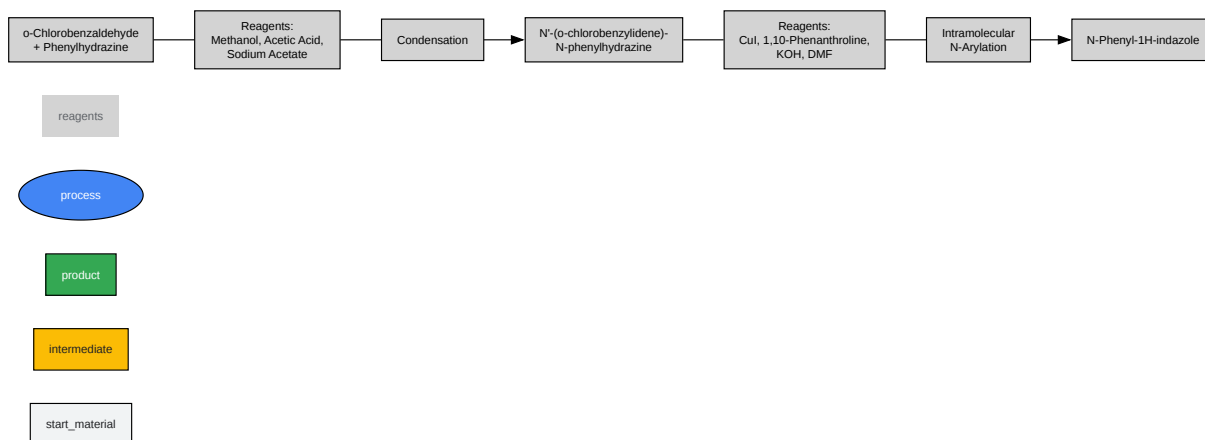 o-Chlorobenzaldehyde
+ Phenylhydrazine
Reagents:
Methanol, Acetic Acid,
Sodium Acetate
Condensation
N'-(o-chlorobenzylidene)-
N-phenylhydrazine
Reagents:
CuI, 1,10-Phenanthroline,
KOH, DMF
Intramolecular
N-Arylation
N-Phenyl-1H-indazole
reagents
process
product
intermediate
start_material